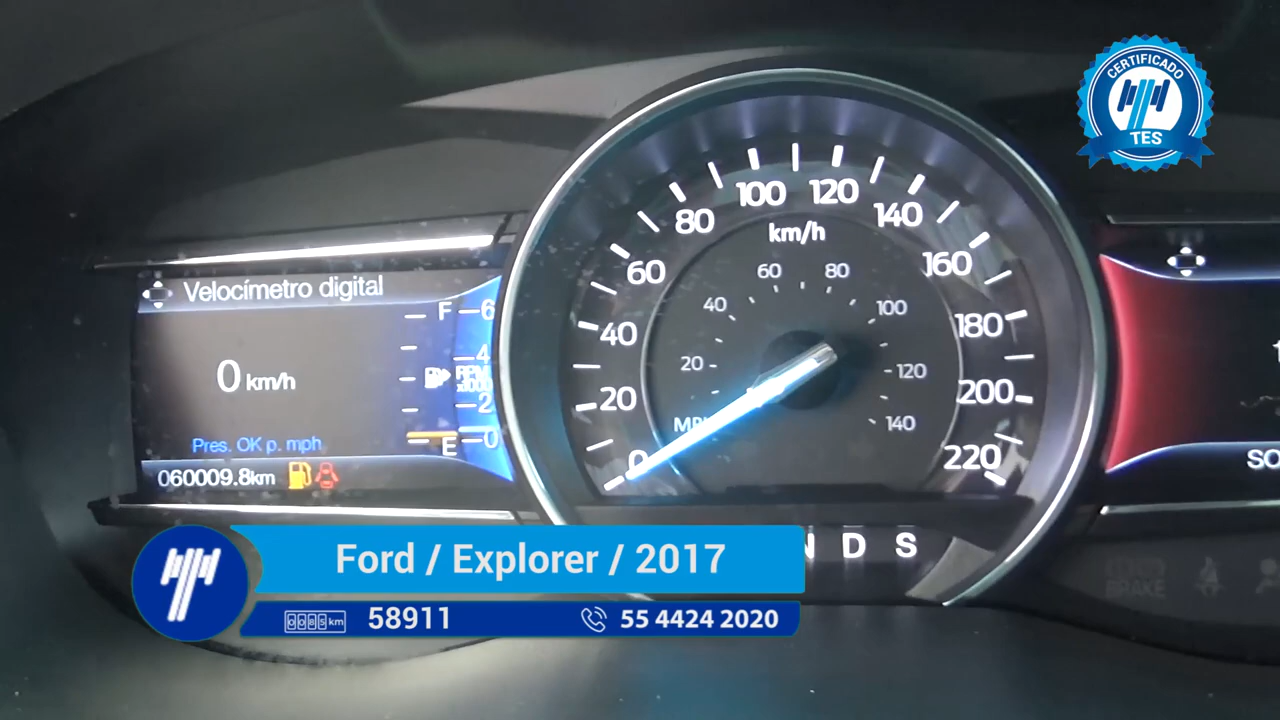 CERTIFICADO
TES
Velocímetro digital
0 km/h
Pres. OK p. mph
060009.8km
F
E
6
4
RPM
x1000
2
0
0
20
40
60
80
100
120
140
160
180
200
220
km/h
20
40
60
80
100
120
140
N D S
BRAKE
Ford / Explorer / 2017
0085 km
58911
55 4424 2020